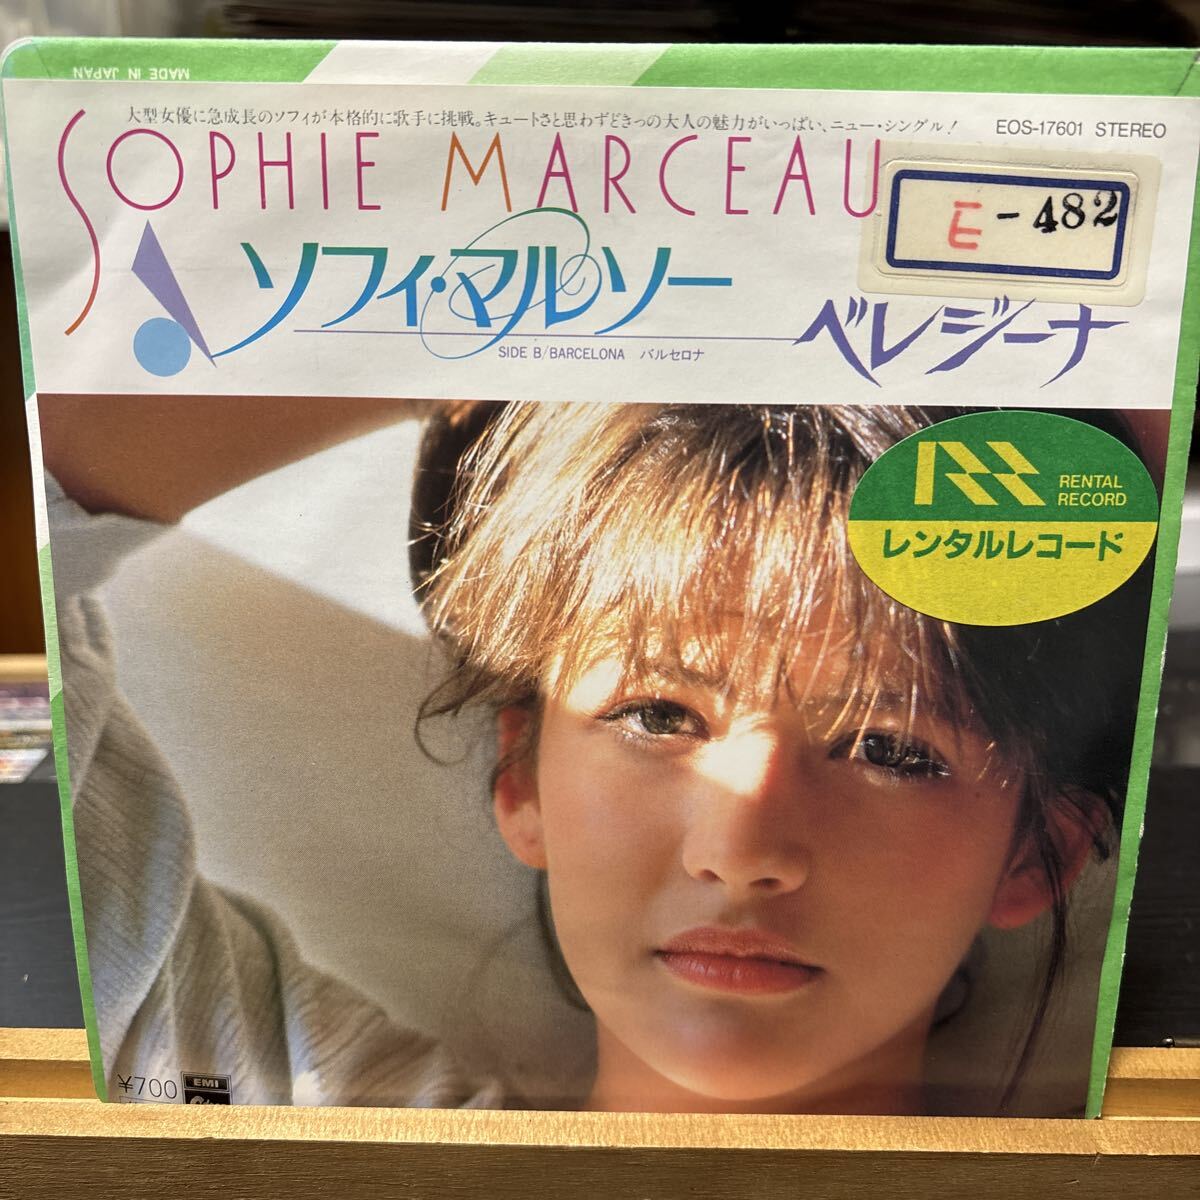 MADE IN JAPAN
大型女優に急成長のソフィが本格的に歌手に挑戦。キュートさと思わずどきっの大人の魅力がいっぱい、ニュー・シングル!
EOS-17601 STEREO
SOPHIE MARCEAU
E-482
ソフィ・マルソー
ベレジーナ
SIDE B/BARCELONA バルセロナ
RENTAL
RECORD
レンタルレコード
¥700
EMI